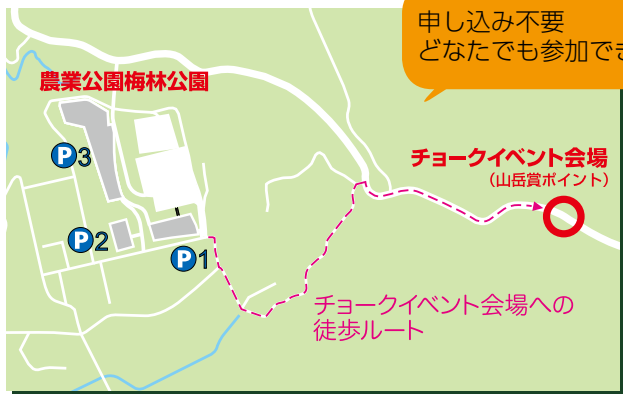 申し込み不要
どなたでも参加でき
農業公園梅林公園
P3
P2
P1
チョークイベント会場
（山岳賞ポイント）
チョークイベント会場への
徒歩ルート